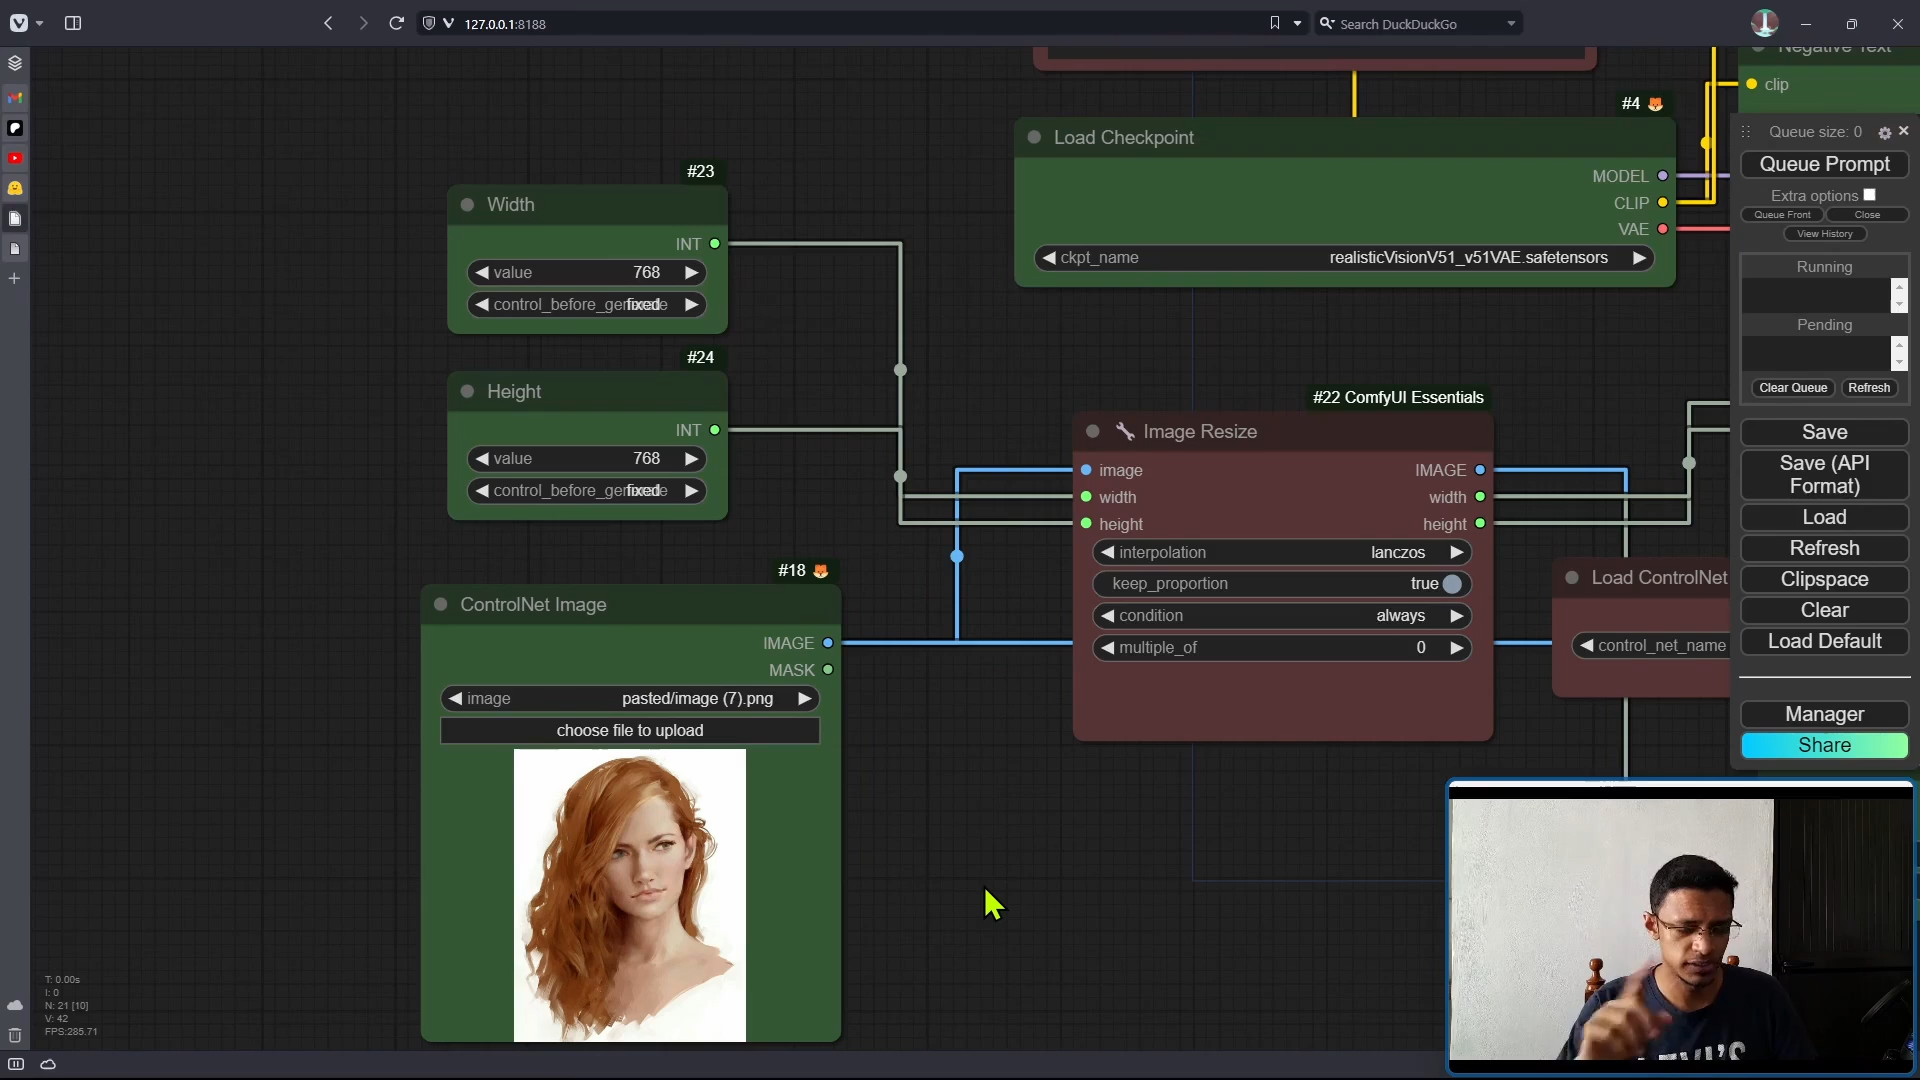 127.0.0.1:8188
Search DuckDuckGo
Negative Text
clip
#4
Load Checkpoint
MODEL
CLIP
VAE
ckpt_name
realisticVisionV51_v51VAE.safetensors
#23
Width
INT
value
768
fixed
#24
Height
INT
value
768
fixed
#22 ComfyUI Essentials
Image Resize
image
IMAGE
width
width
height
height
interpolation
lanczos
keep_proportion
true
condition
always
multiple_of
0
#18
ControlNet Image
IMAGE
MASK
image
pasted/image (7).png
choose file to upload
Load ControlNet
control_net_name
Queue size: 0
Queue Prompt
Extra options
Queue Front
Close
View History
Running
Pending
Clear Queue
Refresh
Save
Save (API
Format)
Load
Refresh
Clipspace
Clear
Load Default
Manager
Share
T: 0.00s
I: 0
N: 21 [10]
V: 42
FPS:285.71